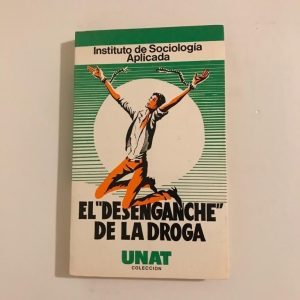 Instituto de Sociología
Aplicada
EL "DESENGANCHE"
DE LA DROGA
UNAT
COLECCION